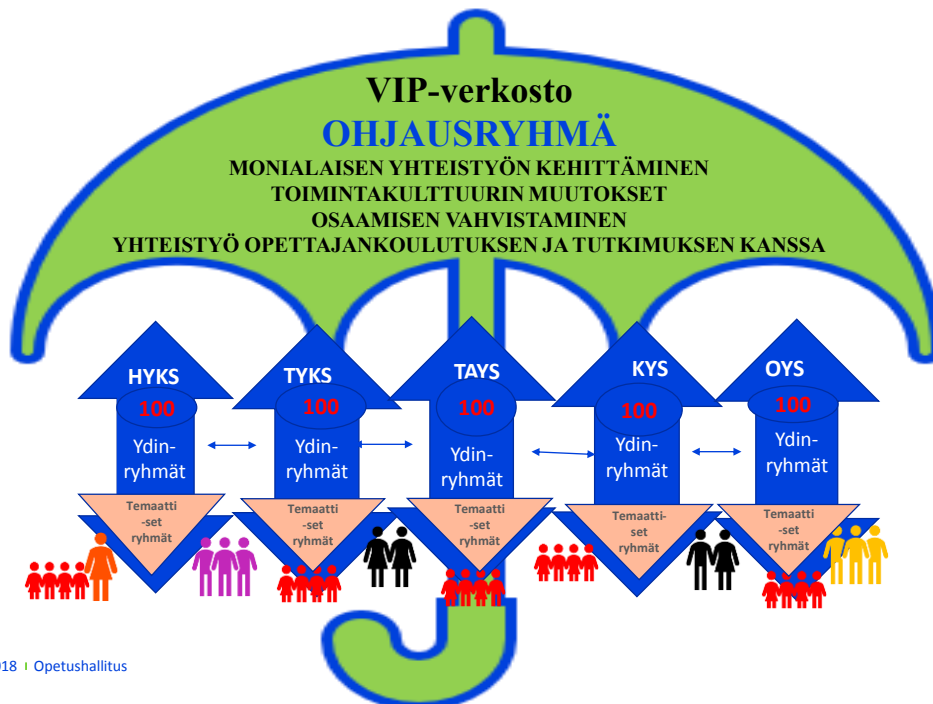 VIP-verkosto
OHJAUSRYHMÄ
MONIALAISEN YHTEISTYÖN KEHITTÄMINEN
TOIMINTAKULTTUURIN MUUTOKSET
OSAAMISEN VAHVISTAMINEN
YHTEISTYÖ OPETTAJANKOULUTUKSEN JA TUTKIMUKSEN KANSSA
HYKS
100
Ydin-
ryhmät
Temaatti
-set
ryhmät
TYKS
100
Ydin-
ryhmät
Temaatti
-set
ryhmät
TAYS
100
Ydin-
ryhmät
Temaatti
-set
ryhmät
KYS
100
Ydin-
ryhmät
Temaatti-
set
ryhmät
OYS
100
Ydin-
ryhmät
Temaatti
-set
ryhmät
018 | Opetushallitus